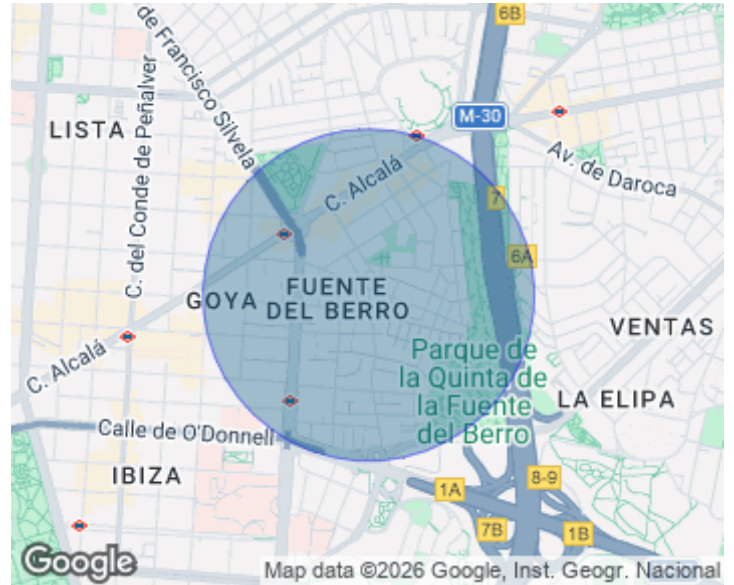 6B
de Francisco Silvela
M-30
LISTA
C. del Conde de Peñalver
C. Alcalá
Av. de Daroca
7
6A
GOYA
FUENTE
DEL BERRO
VENTAS
C. Alcalá
Parque de
la Quinta de
la Fuente
del Berro
LA ELIPA
Calle de O'Donnell
IBIZA
1A
8-9
7B
1B
Google
Map data ©2026 Google, Inst. Geogr. Nacional